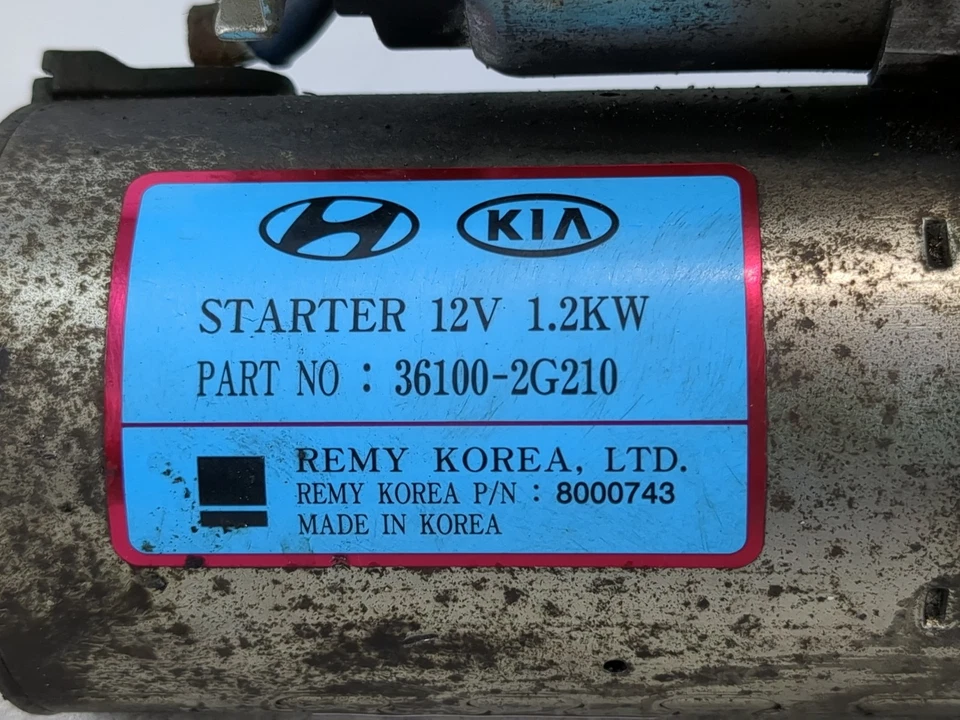 KIA
STARTER 12V 1.2KW
PART NO : 36100-2G210
REMY KOREA, LTD.
REMY KOREA P/N : 8000743
MADE IN KOREA